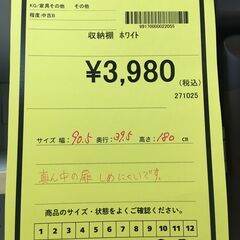 KG/家具その他 その他
程度:中古B
V9170000022055
収納棚 ホワイト
¥3,980
(税込)
271025
サイズ 幅: 90.5 奥行: 39.5 高さ: 180 cm
真ん中の扉 しめにくいです。
商品のサイズ・状態をよくご確認ください。
1 2 3 4 5 6 7 8 9 10 11 12